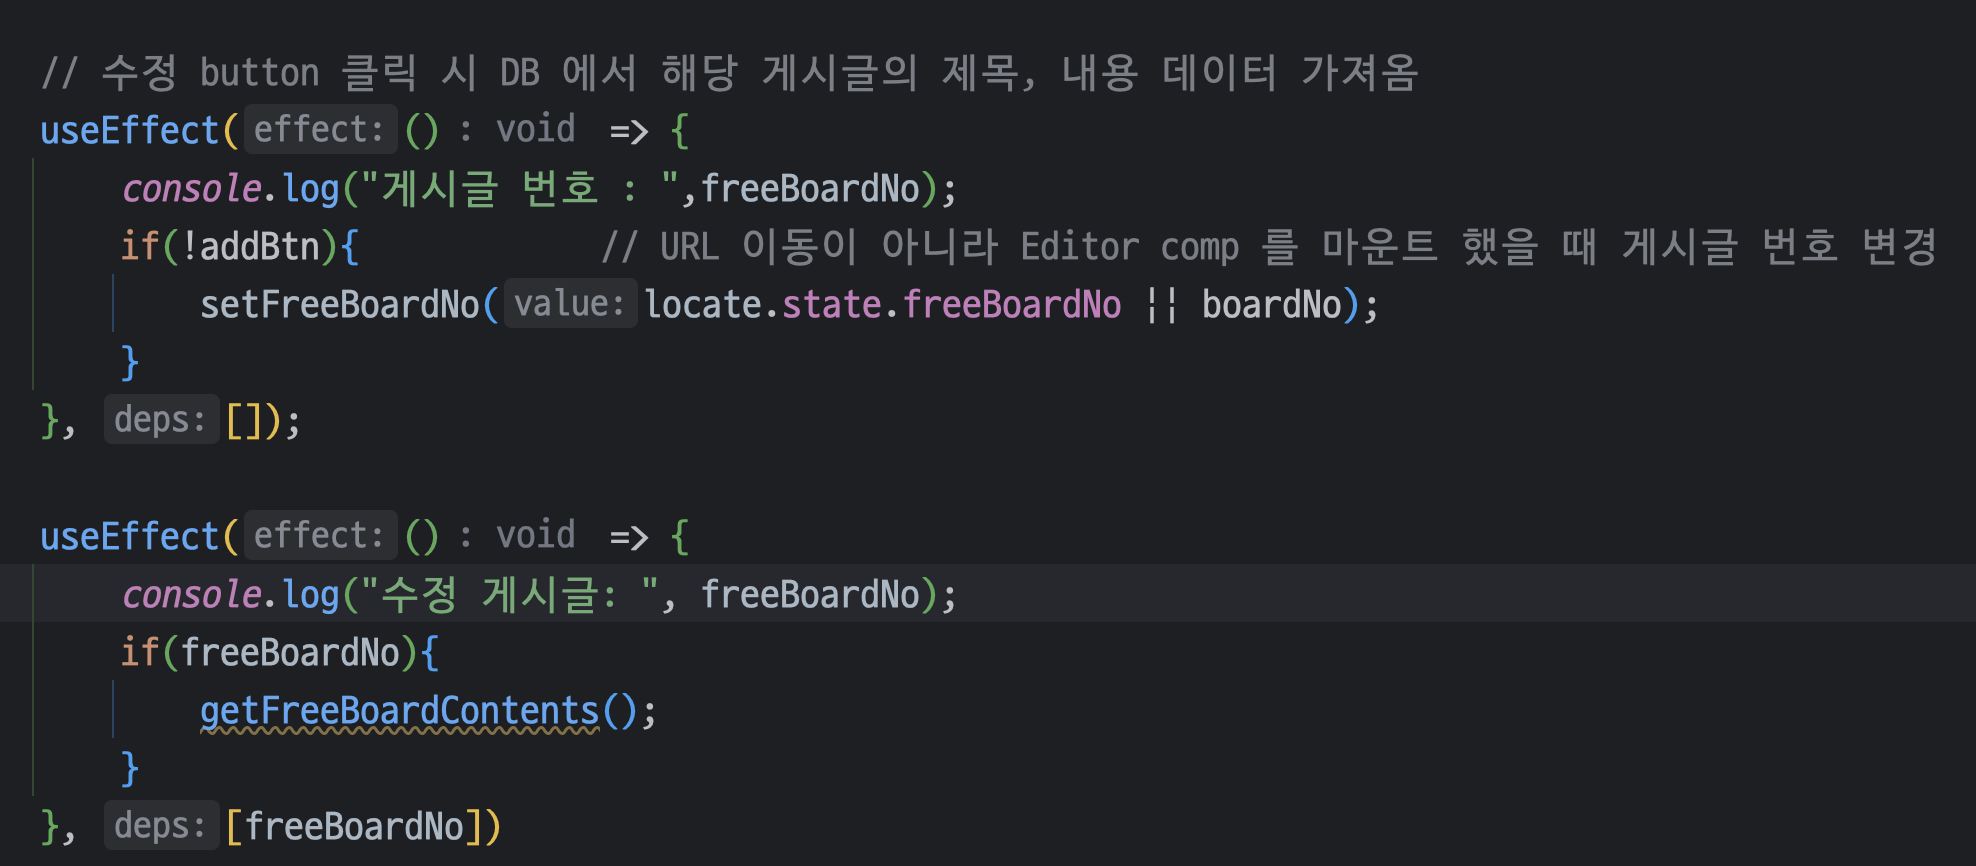 // 수정 button 클릭 시 DB 에서 해당 게시글의 제목, 내용 데이터 가져옴
useEffect( effect: () : void => {
    console.log("게시글 번호 : ",freeBoardNo);
    if(!addBtn){            // URL 이동이 아니라 Editor comp 를 마운트 했을 때 게시글 번호 변경
        setFreeBoardNo( value: locate.state.freeBoardNo || boardNo);
    }
}, deps: []);
useEffect( effect: () : void => {
    console.log("수정 게시글: ", freeBoardNo);
    if(freeBoardNo){
        getFreeBoardContents();
    }
}, deps: [freeBoardNo])